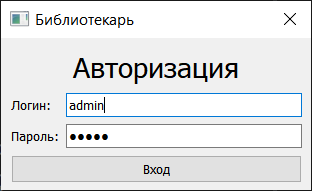 Библиотекарь
Авторизация
Логин: admin
Пароль: ●●●●●
Вход